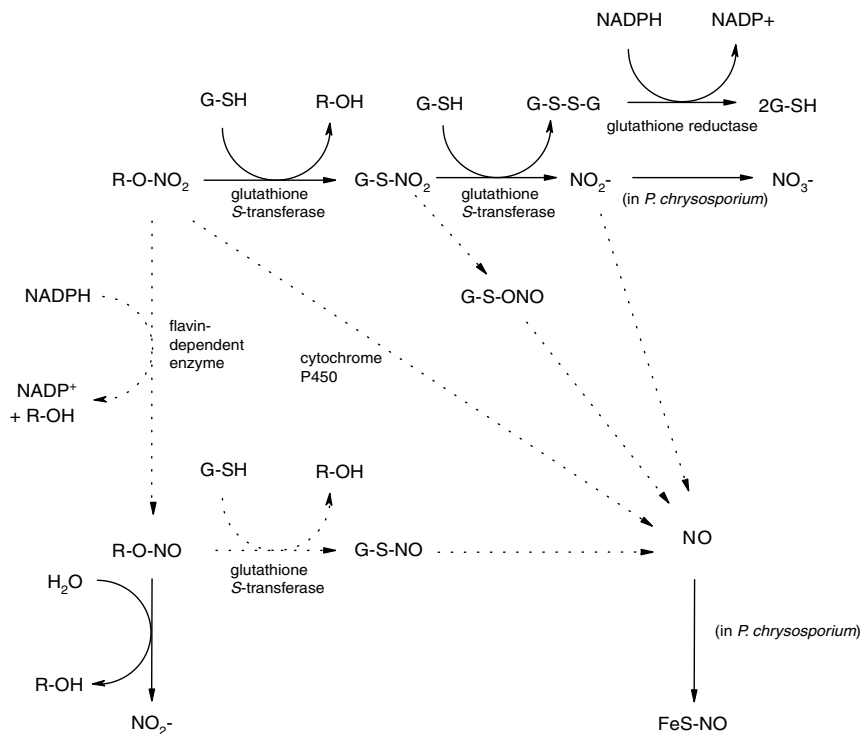 NADPH NADP+
G-SH R-OH G-SH G-S-S-G 2G-SH
glutathione reductase
R-O-NO₂ G-S-NO₂ NO₂- NO₃-
glutathione
S-transferase
glutathione
S-transferase
(in P. chrysosporium)
G-S-ONO
NADPH
flavin-
dependent
enzyme
cytochrome
P450
NADP⁺
+ R-OH
G-SH R-OH
R-O-NO G-S-NO NO
glutathione
S-transferase
H₂O
(in P. chrysosporium)
R-OH
NO₂- FeS-NO